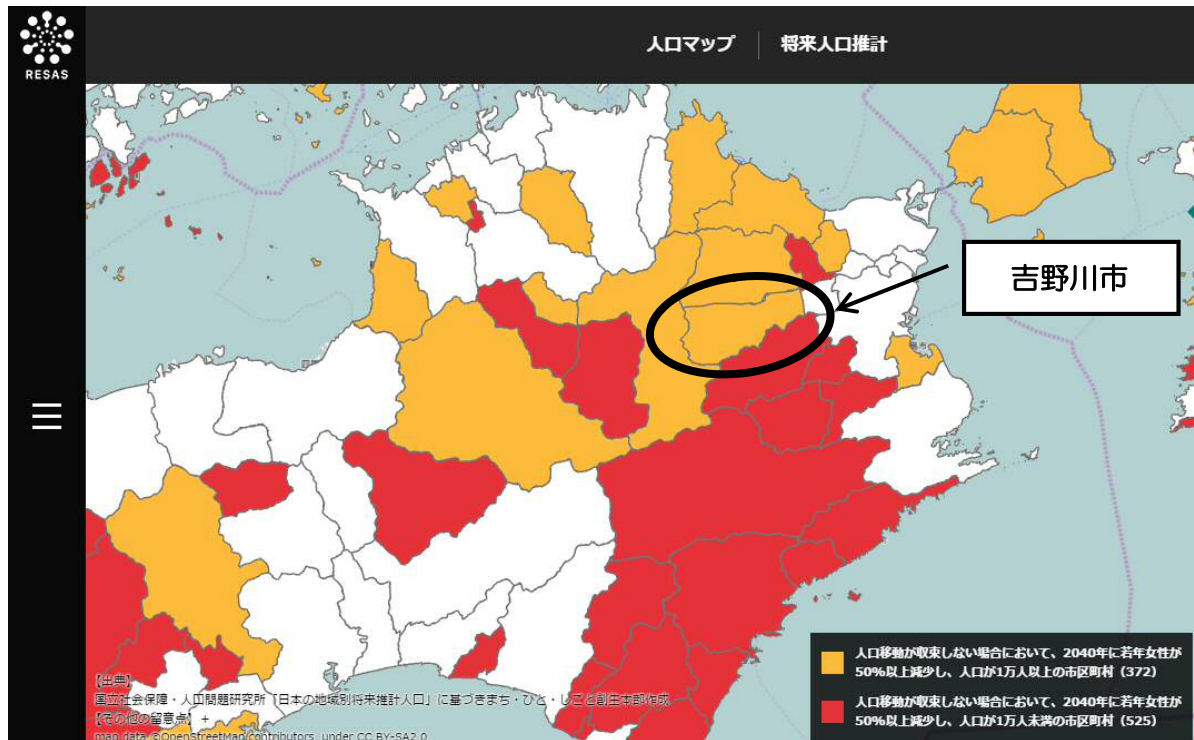 RESAS
人口マップ
将来人口推計
吉野川市
人口移動が収束しない場合において、2040年に若年女性が
50%以上減少し、人口が1万人以上の市区町村 (372)
人口移動が収束しない場合において、2040年に若年女性が
50%以上減少し、人口が1万人未満の市区町村 (525)
【出典】
国立社会保障・人口問題研究所「日本の地域別将来推計人口」に基づきまち・ひと・しごと創生本部作成
【その他の留意点】 +
map data ©OpenStreetMap contributors, under CC BY-SA2.0